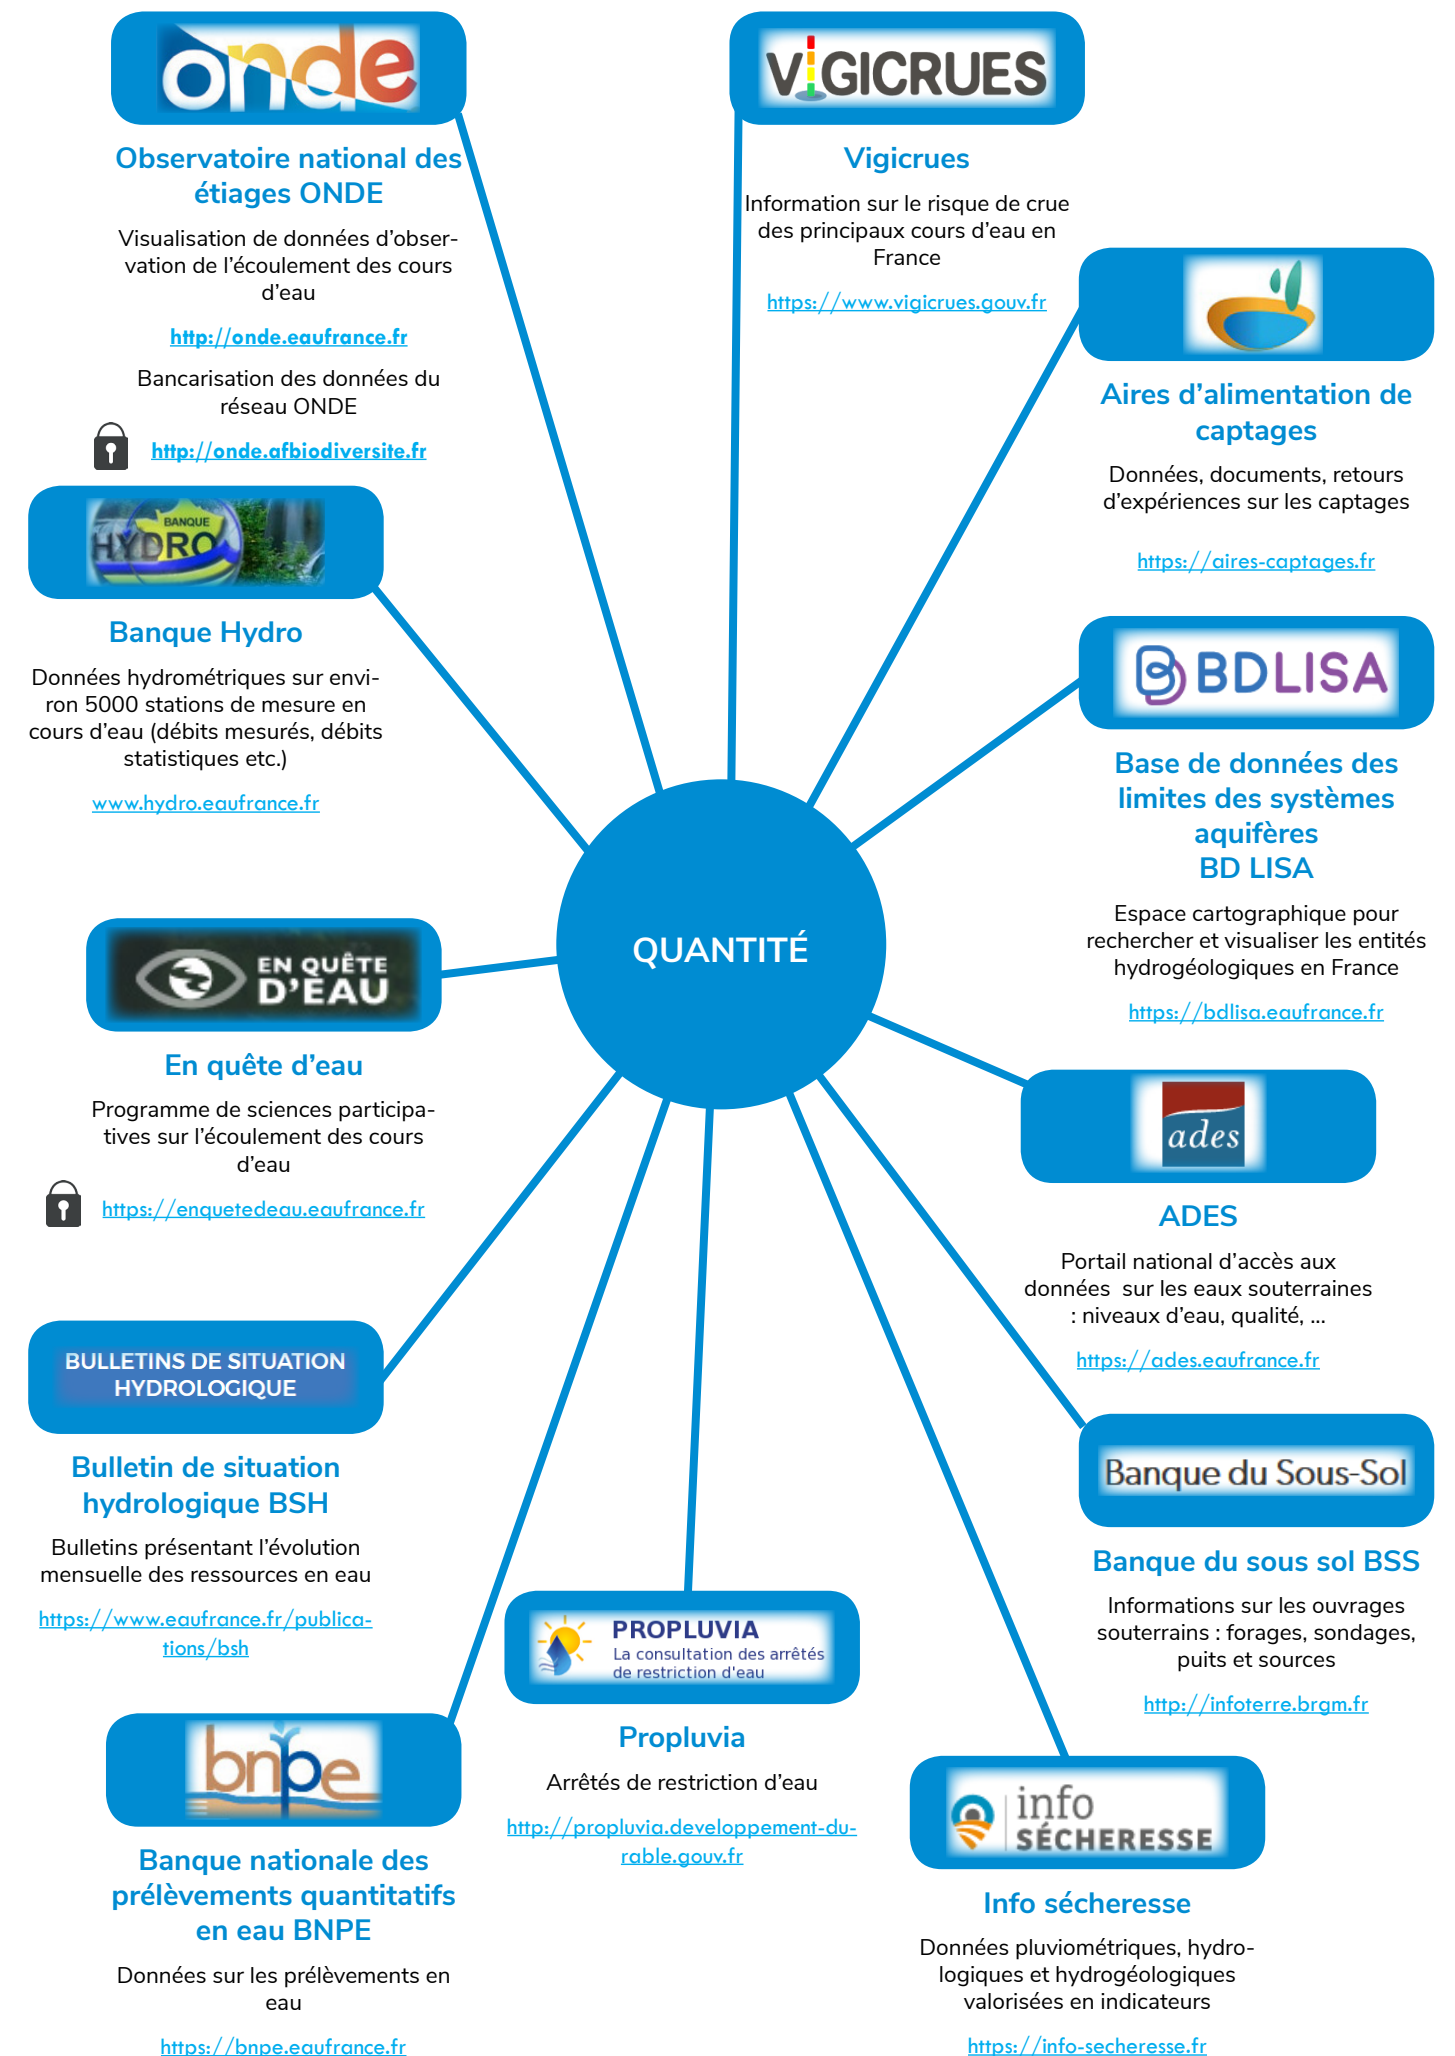 onde
Observatoire national des
étiages ONDE
Visualisation de données d’obser-
vation de l’écoulement des cours
d’eau
http://onde.eaufrance.fr
Bancarisation des données du
réseau ONDE
http://onde.afbiodiversite.fr
VIGICRUES
Vigicrues
Information sur le risque de crue
des principaux cours d’eau en
France
https://www.vigicrues.gouv.fr
Aires d’alimentation de
captages
Données, documents, retours
d’expériences sur les captages
https://aires-captages.fr
BANQUE
HYDRO
Banque Hydro
Données hydrométriques sur envi-
ron 5000 stations de mesure en
cours d’eau (débits mesurés, débits
statistiques etc.)
www.hydro.eaufrance.fr
BDLISA
Base de données des
limites des systèmes
aquifères
BD LISA
Espace cartographique pour
rechercher et visualiser les entités
hydrogéologiques en France
https://bdlisa.eaufrance.fr
QUANTITÉ
EN QUÊTE
D’EAU
En quête d’eau
Programme de sciences participa-
tives sur l’écoulement des cours
d’eau
https://enquetedeau.eaufrance.fr
ades
ADES
Portail national d’accès aux
données  sur les eaux souterraines
: niveaux d’eau, qualité, ...
https://ades.eaufrance.fr
BULLETINS DE SITUATION
HYDROLOGIQUE
Bulletin de situation
hydrologique BSH
Bulletins présentant l’évolution
mensuelle des ressources en eau
https://www.eaufrance.fr/publica-
tions/bsh
Banque du Sous-Sol
Banque du sous sol BSS
Informations sur les ouvrages
souterrains : forages, sondages,
puits et sources
http://infoterre.brgm.fr
PROPLUVIA
La consultation des arrêtés
de restriction d'eau
Propluvia
Arrêtés de restriction d’eau
http://propluvia.developpement-du-
rable.gouv.fr
bnpe
Banque nationale des
prélèvements quantitatifs
en eau BNPE
Données sur les prélèvements en
eau
https://bnpe.eaufrance.fr
info
SÉCHERESSE
Info sécheresse
Données pluviométriques, hydro-
logiques et hydrogéologiques
valorisées en indicateurs
https://info-secheresse.fr